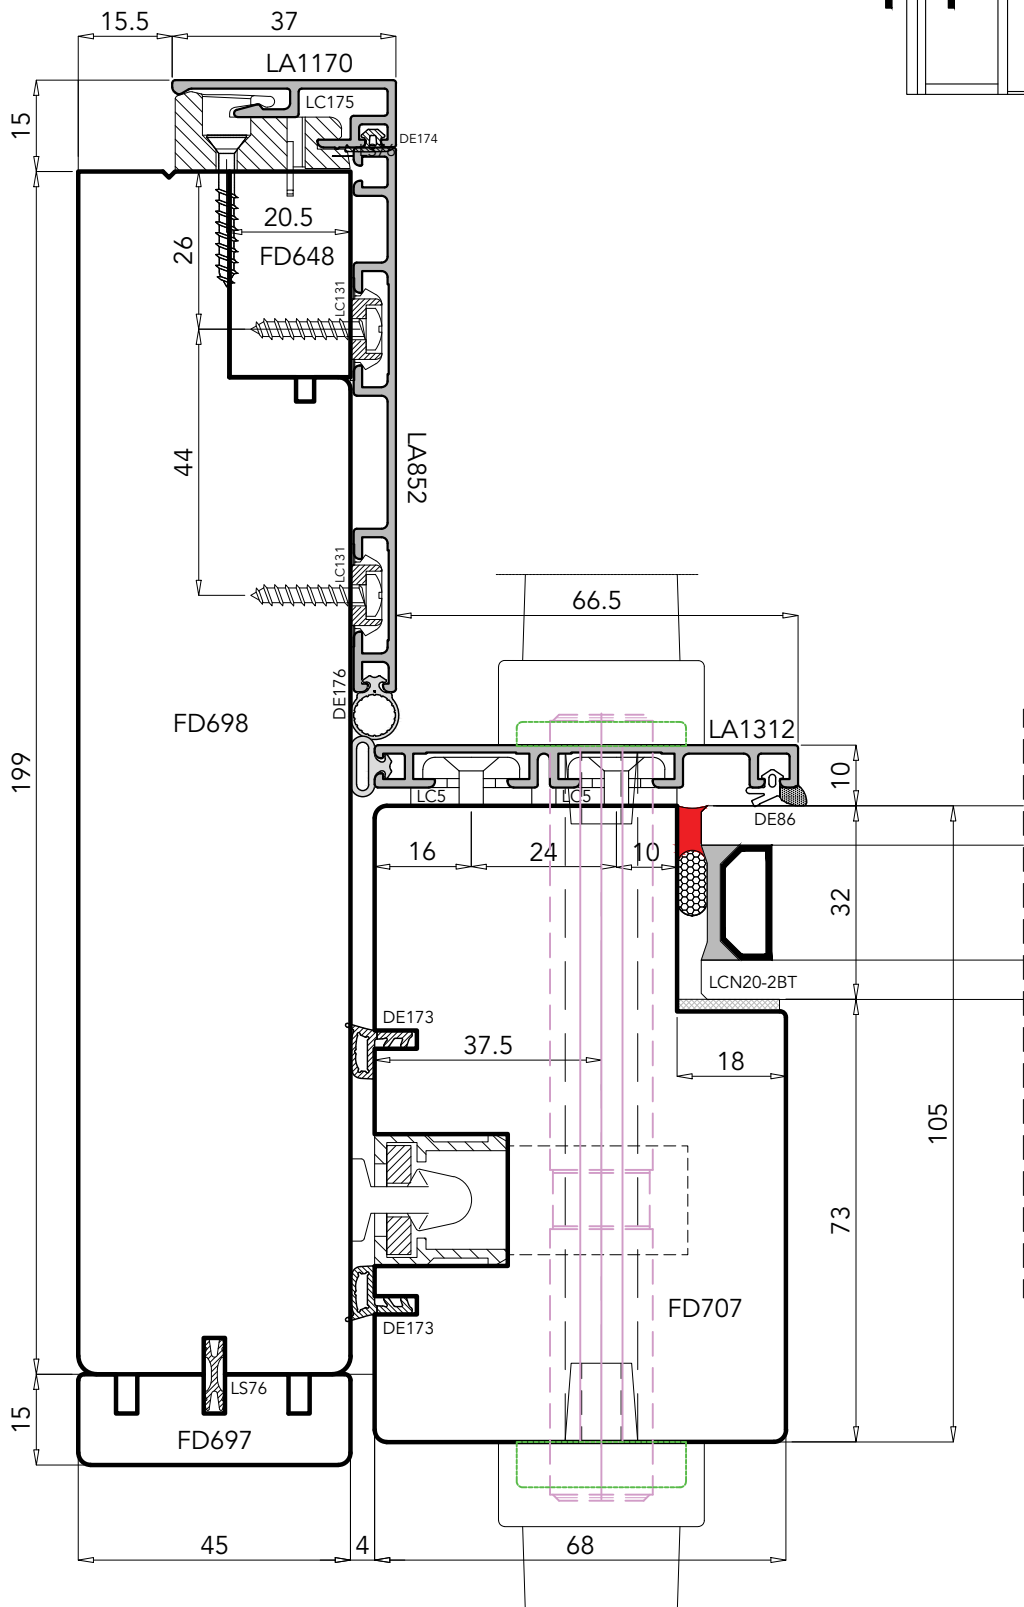 15.5
37
LA1170
15
LC175
DE174
26
20.5
FD648
LC131
44
LA852
LC131
66.5
DE176
FD698
LA1312
199
10
LC5
LC5
DE86
16
24
10
32
LCN20-2BT
DE173
37.5
18
105
73
FD707
DE173
LS76
15
FD697
45
4
68